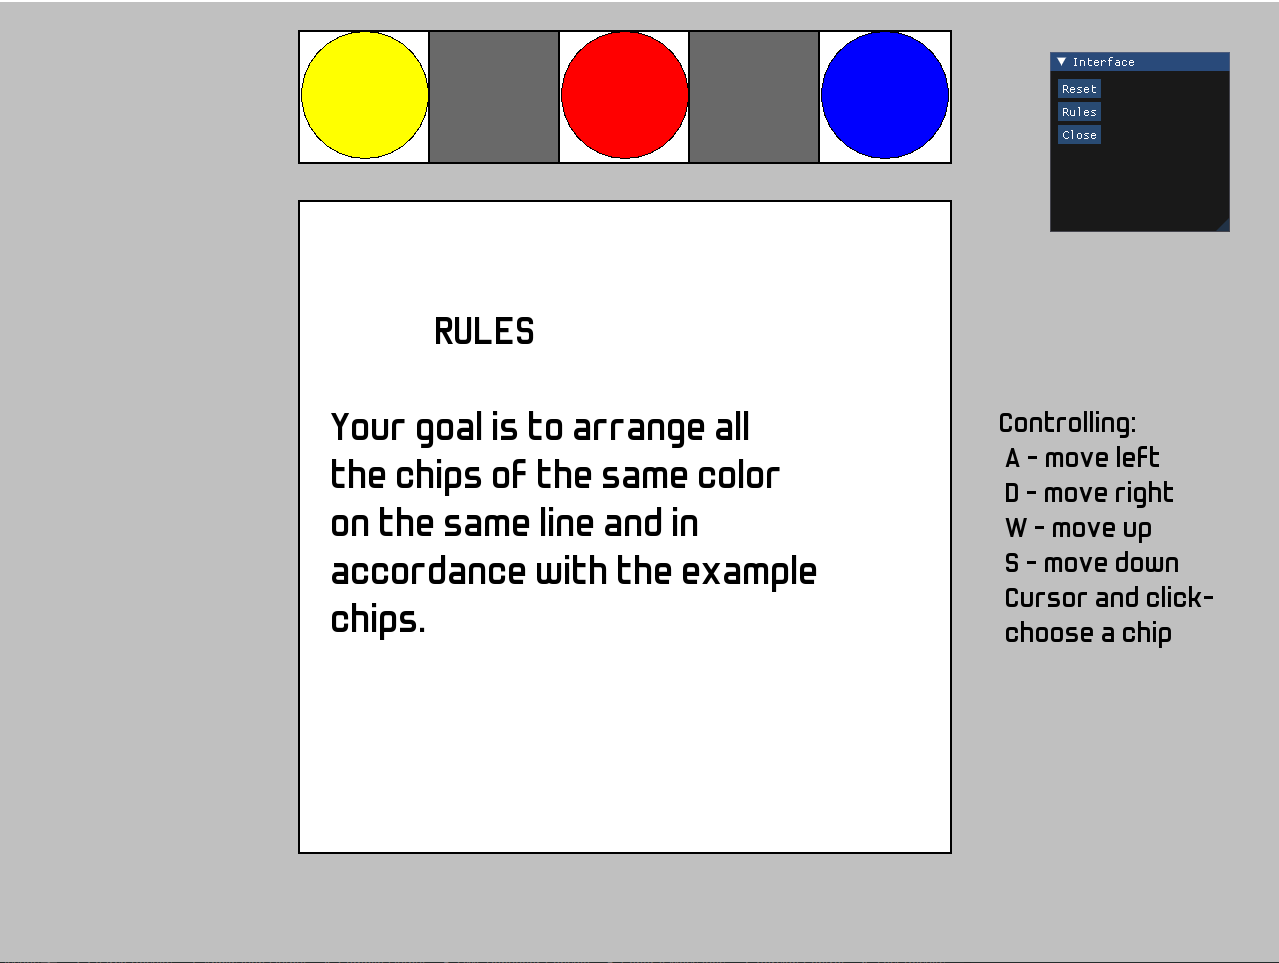 Interface
Reset
Rules
Close
RULES
Your goal is to arrange all
the chips of the same color
on the same line and in
accordance with the example
chips.
Controlling:
A - move left
D - move right
W - move up
S - move down
Cursor and click-
choose a chip